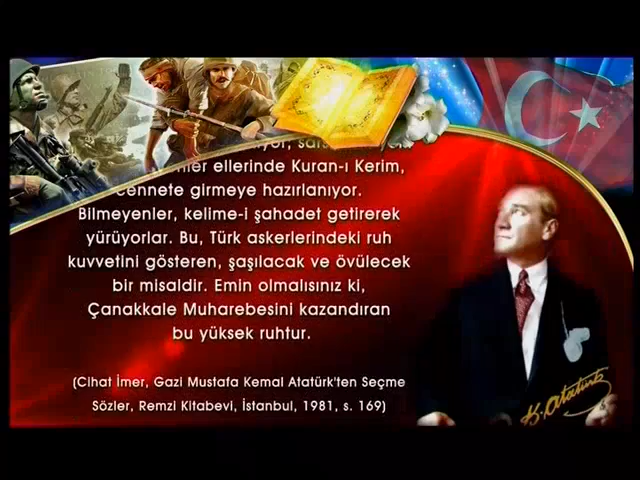 ellerinde Kuran-ı Kerim,
cennete girmeye hazırlanıyor.
Bilmeyenler, kelime-i şahadet getirerek
yürüyorlar. Bu, Türk askerlerindeki ruh
kuvvetini gösteren, şaşılacak ve övülecek
bir misaldir. Emin olmalısınız ki,
Çanakkale Muharebesini kazandıran
bu yüksek ruhtur.
(Cihat İmer, Gazi Mustafa Kemal Atatürk'ten Seçme
Sözler, Remzi Kitabevi, İstanbul, 1981, s. 169)
K. Atatürk